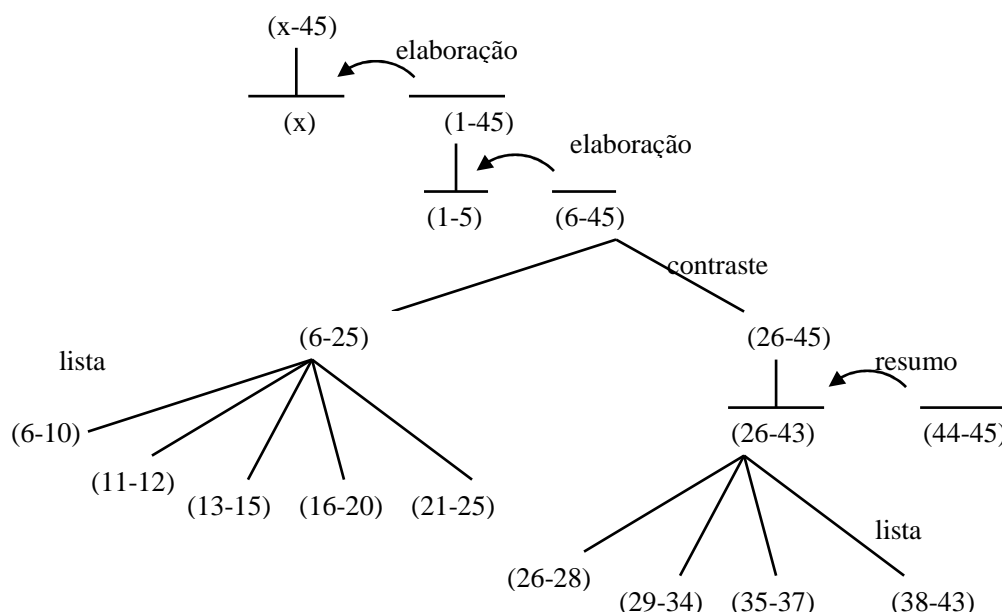 (x-45)
elaboração
(x)
(1-45)
elaboração
(1-5)
(6-45)
contraste
(6-25)
(26-45)
lista
resumo
(6-10)
(26-43)
(44-45)
(11-12)
(13-15)
(16-20)
(21-25)
lista
(26-28)
(29-34)
(35-37)
(38-43)